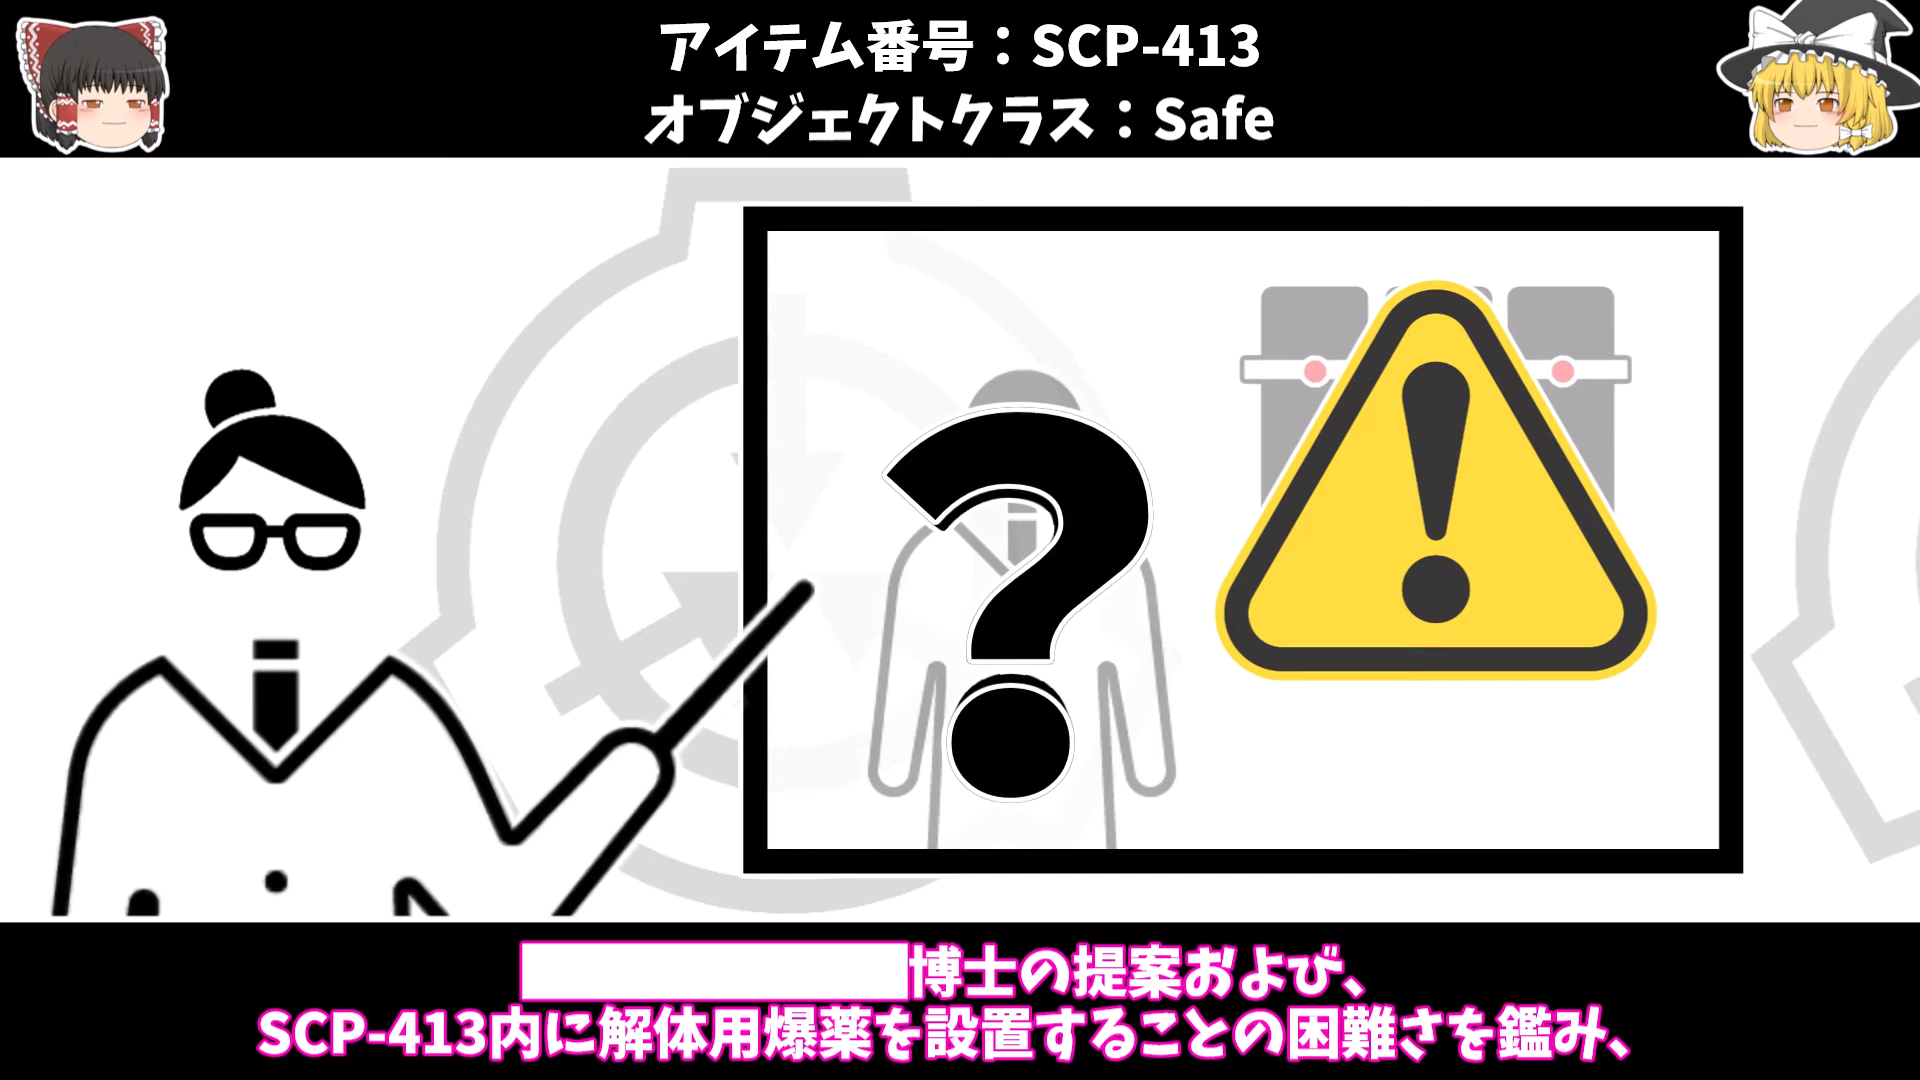 アイテム番号：SCP-413
オブジェクトクラス：Safe
博士の提案および、
SCP-413内に解体用爆薬を設置することの困難さを鑑み、